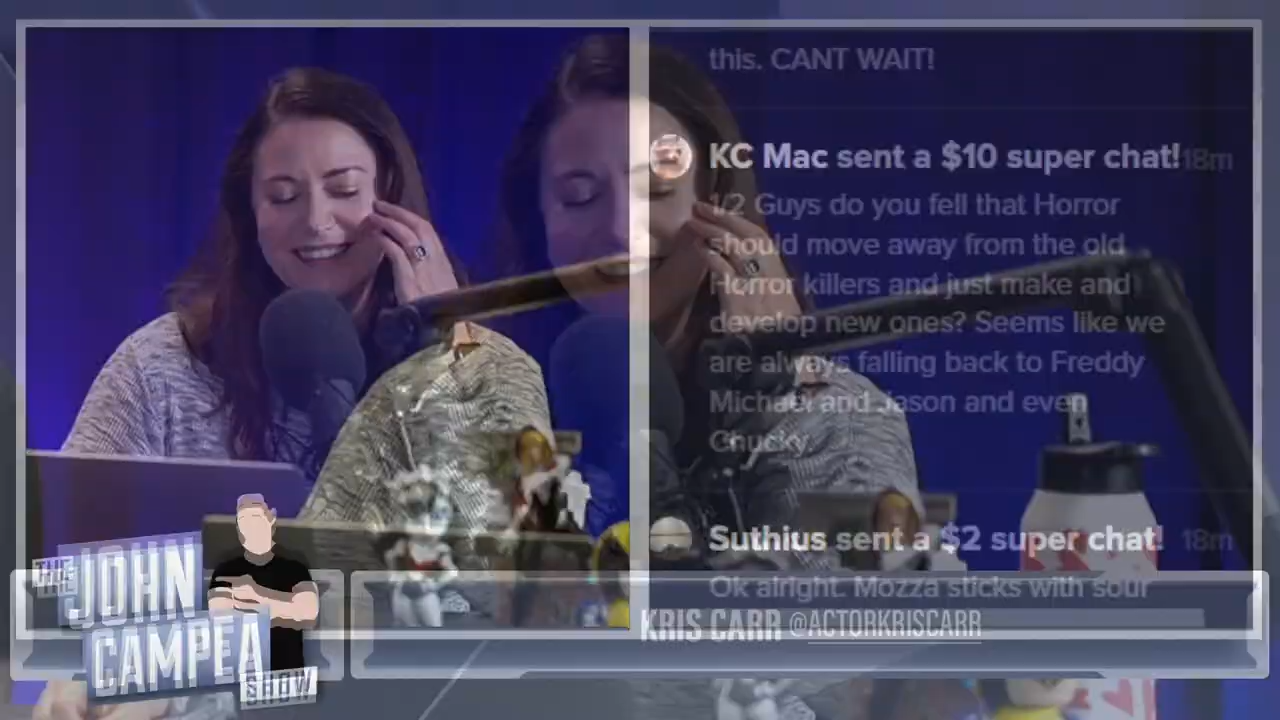 this. CANT WAIT!
KC Mac sent a $10 super chat! 18m
1/2 Guys do you fell that Horror
should move away from the old
Horror killers and just make and
develop new ones? Seems like we
are always falling back to Freddy
Michael and Jason and even
Chucky.
Suthius sent a $2 super chat! 18m
Ok alright. Mozza sticks with sour
KRIS CARR @ACTORKRISCARR
THE
JOHN
CAMPEA
SHOW